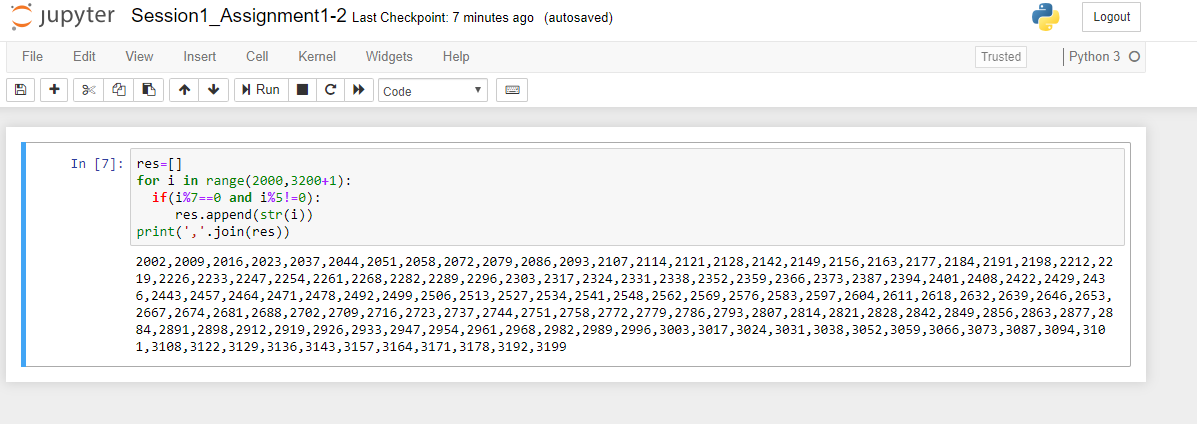 jupyter Session1_Assignment1-2 Last Checkpoint: 7 minutes ago (autosaved) Logout
File Edit View Insert Cell Kernel Widgets Help Trusted Python 3
Run Code
In [7]: res=[]
for i in range(2000,3200+1):
  if(i%7==0 and i%5!=0):
     res.append(str(i))
print(','.join(res))
2002,2009,2016,2023,2037,2044,2051,2058,2072,2079,2086,2093,2107,2114,2121,2128,2142,2149,2156,2163,2177,2184,2191,2198,2212,22
19,2226,2233,2247,2254,2261,2268,2282,2289,2296,2303,2317,2324,2331,2338,2352,2359,2366,2373,2387,2394,2401,2408,2422,2429,243
6,2443,2457,2464,2471,2478,2492,2499,2506,2513,2527,2534,2541,2548,2562,2569,2576,2583,2597,2604,2611,2618,2632,2639,2646,2653,
2667,2674,2681,2688,2702,2709,2716,2723,2737,2744,2751,2758,2772,2779,2786,2793,2807,2814,2821,2828,2842,2849,2856,2863,2877,28
84,2891,2898,2912,2919,2926,2933,2947,2954,2961,2968,2982,2989,2996,3003,3017,3024,3031,3038,3052,3059,3066,3073,3087,3094,310
1,3108,3122,3129,3136,3143,3157,3164,3171,3178,3192,3199